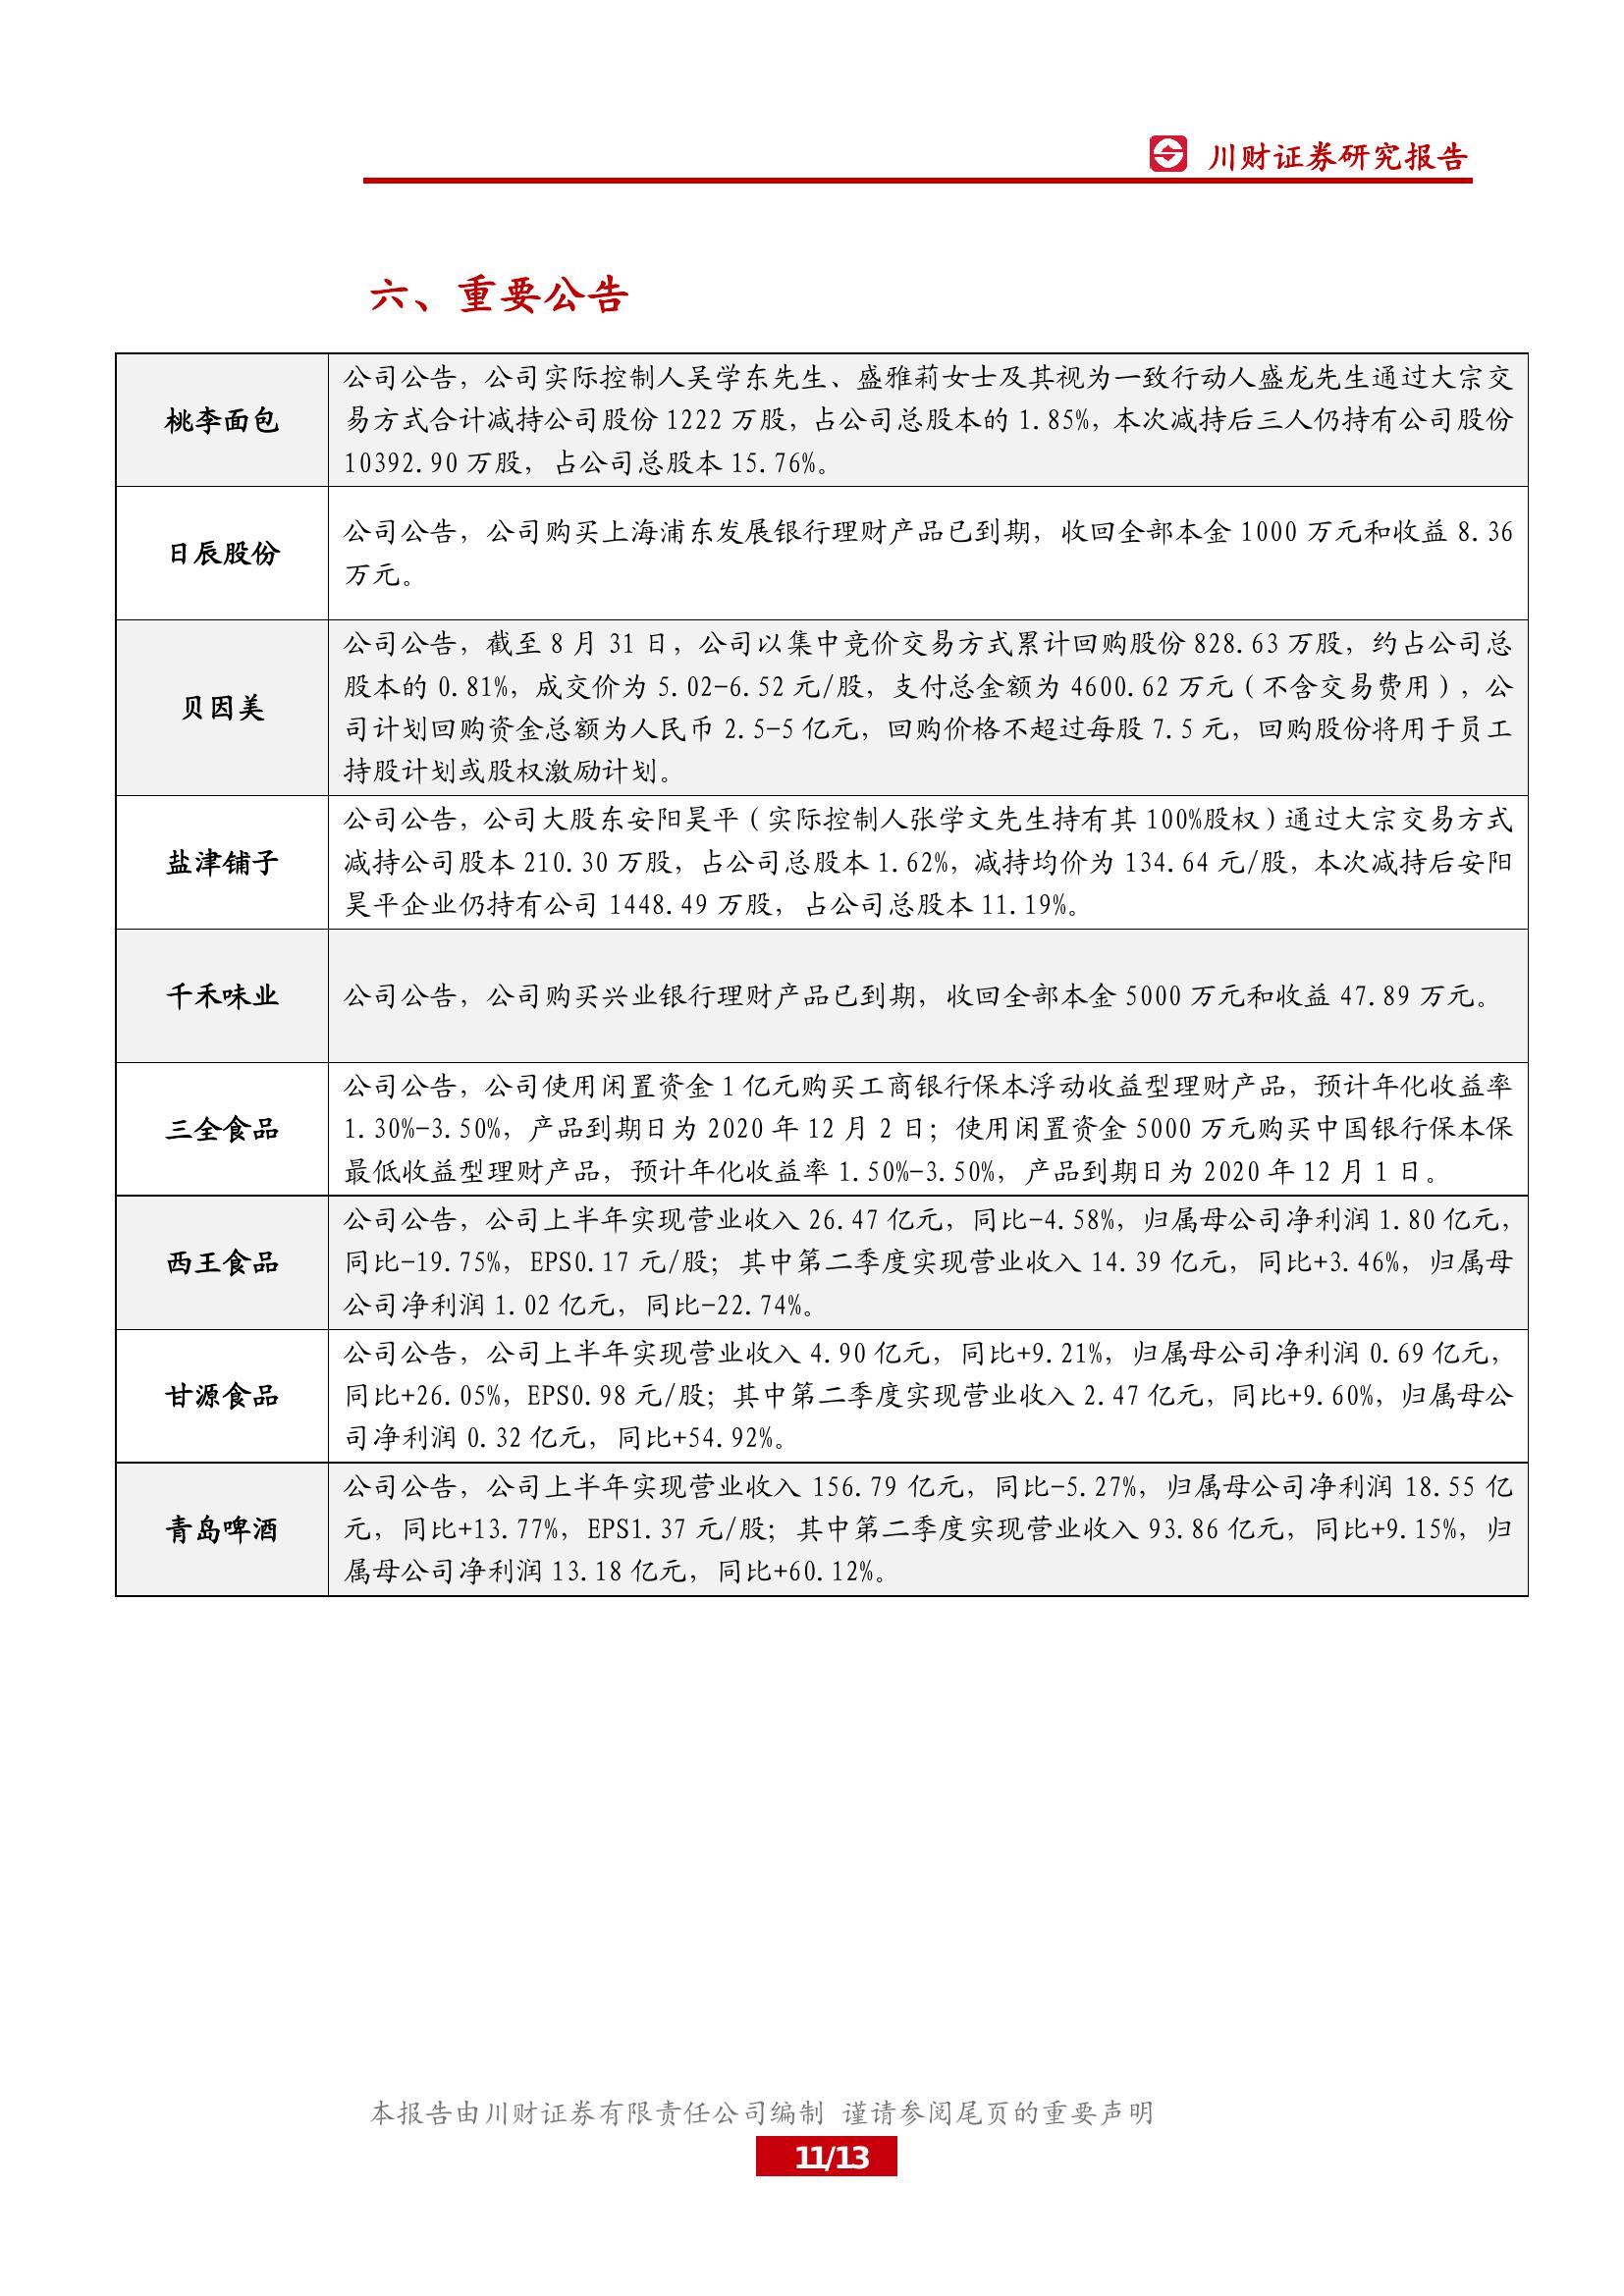 川财证券研究报告
六、重要公告
桃李面包
公司公告，公司实际控制人吴学东先生、盛雅莉女士及其视为一致行动人盛龙先生通过大宗交
易方式合计减持公司股份 1222 万股，占公司总股本的 1.85%，本次减持后三人仍持有公司股份
10392.90 万股，占公司总股本 15.76%。
日辰股份
公司公告，公司购买上海浦东发展银行理财产品已到期，收回全部本金 1000 万元和收益 8.36
万元。
贝因美
公司公告，截至 8 月 31 日，公司以集中竞价交易方式累计回购股份 828.63 万股，约占公司总
股本的 0.81%，成交价为 5.02-6.52 元/股，支付总金额为 4600.62 万元（不含交易费用），公
司计划回购资金总额为人民币 2.5-5 亿元，回购价格不超过每股 7.5 元，回购股份将用于员工
持股计划或股权激励计划。
盐津铺子
公司公告，公司大股东安阳昊平（实际控制人张学文先生持有其 100%股权）通过大宗交易方式
减持公司股本 210.30 万股，占公司总股本 1.62%，减持均价为 134.64 元/股，本次减持后安阳
昊平企业仍持有公司 1448.49 万股，占公司总股本 11.19%。
千禾味业
公司公告，公司购买兴业银行理财产品已到期，收回全部本金 5000 万元和收益 47.89 万元。
三全食品
公司公告，公司使用闲置资金 1 亿元购买工商银行保本浮动收益型理财产品，预计年化收益率
1.30%-3.50%，产品到期日为 2020 年 12 月 2 日；使用闲置资金 5000 万元购买中国银行保本保
最低收益型理财产品，预计年化收益率 1.50%-3.50%，产品到期日为 2020 年 12 月 1 日。
西王食品
公司公告，公司上半年实现营业收入 26.47 亿元，同比-4.58%，归属母公司净利润 1.80 亿元，
同比-19.75%，EPS0.17 元/股；其中第二季度实现营业收入 14.39 亿元，同比+3.46%，归属母
公司净利润 1.02 亿元，同比-22.74%。
甘源食品
公司公告，公司上半年实现营业收入 4.90 亿元，同比+9.21%，归属母公司净利润 0.69 亿元，
同比+26.05%，EPS0.98 元/股；其中第二季度实现营业收入 2.47 亿元，同比+9.60%，归属母公
司净利润 0.32 亿元，同比+54.92%。
青岛啤酒
公司公告，公司上半年实现营业收入 156.79 亿元，同比-5.27%，归属母公司净利润 18.55 亿
元，同比+13.77%，EPS1.37 元/股；其中第二季度实现营业收入 93.86 亿元，同比+9.15%，归
属母公司净利润 13.18 亿元，同比+60.12%。
本报告由川财证券有限责任公司编制 谨请参阅尾页的重要声明
11/13